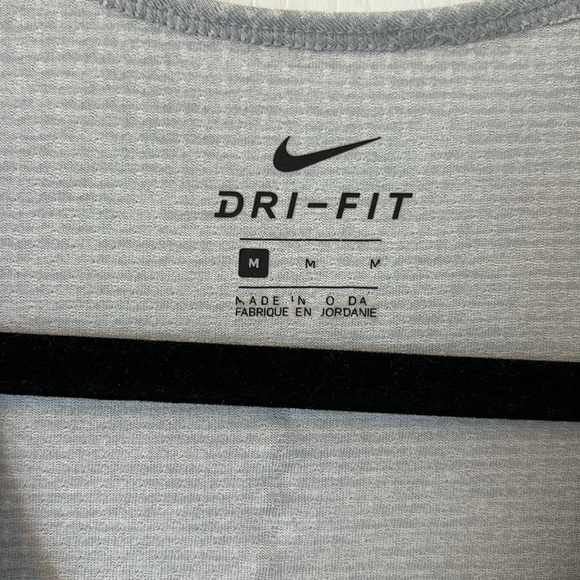 DRI-FIT
M M M
MADE IN
FABRIQUE EN JORDANIE